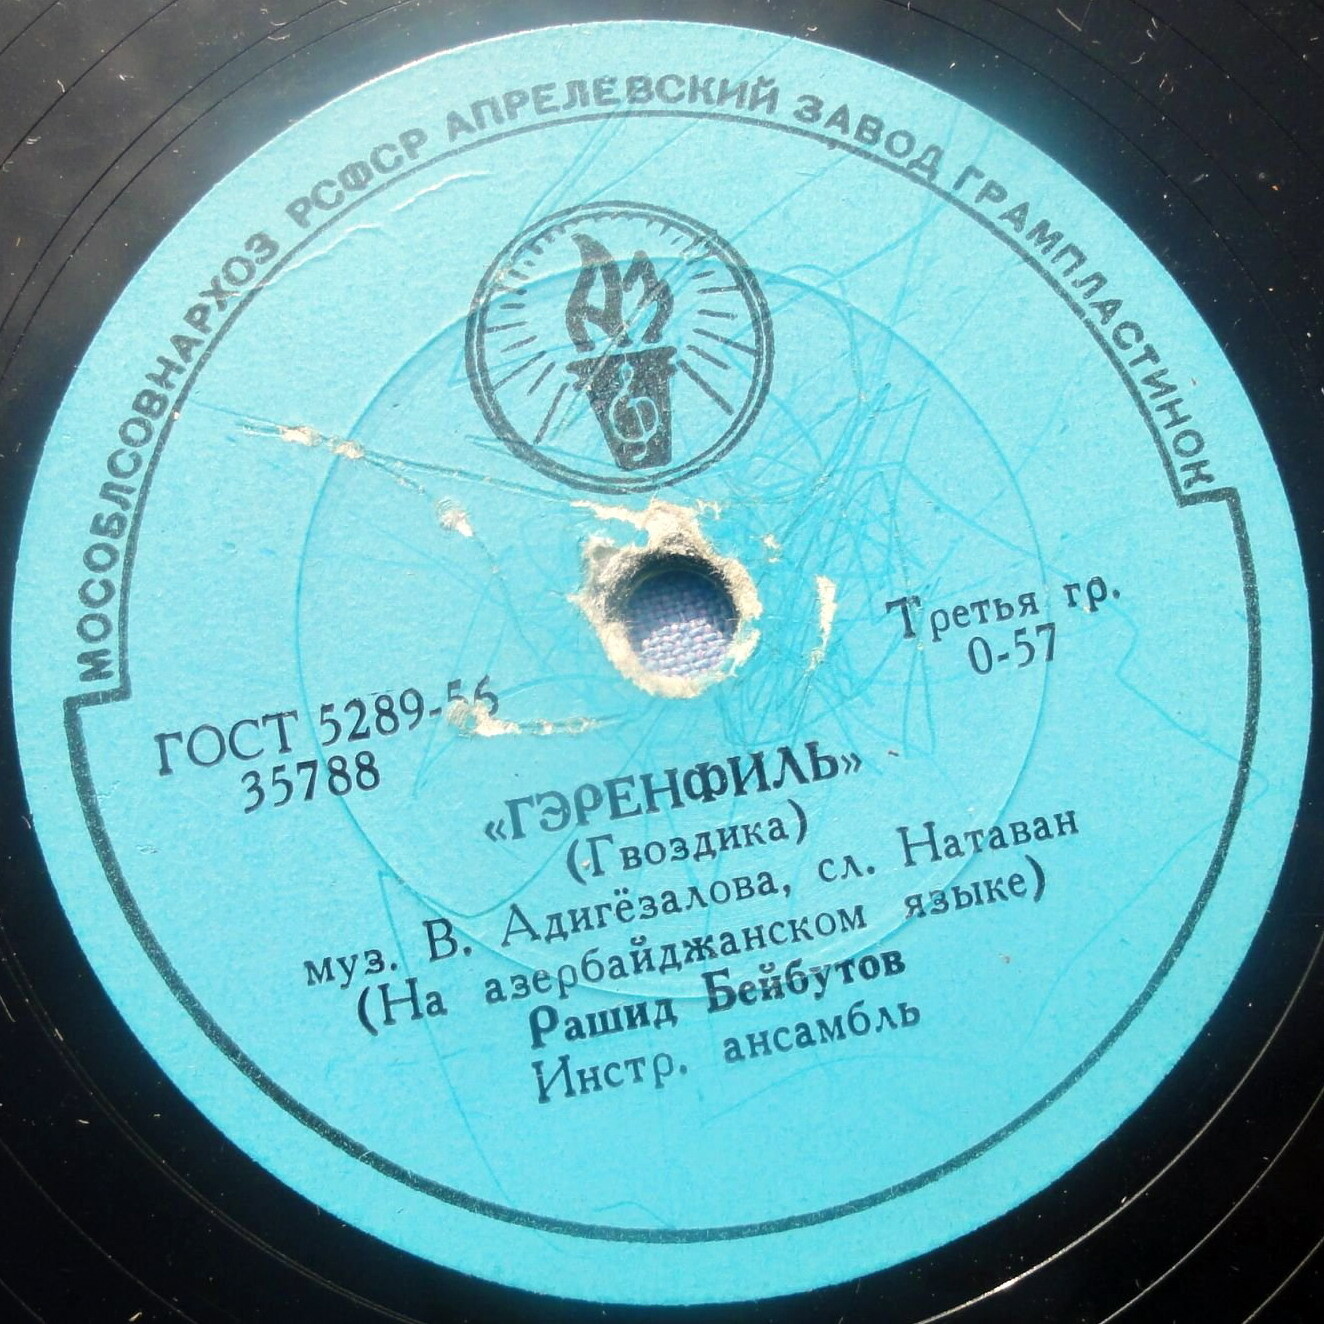 МОСОБЛСОВНАРХОЗ РСФСР АПРЕЛЕВСКИЙ ЗАВОД ГРАМПЛАСТИНОК
Третья гр.
0-57
ГОСТ 5289-56
35788
«ГЭРЕНФИЛЬ»
(Гвоздика)
муз. В. Адигёзалова, сл. Натаван
(На азербайджанском языке)
Рашид Бейбутов
Инстр. ансамбль